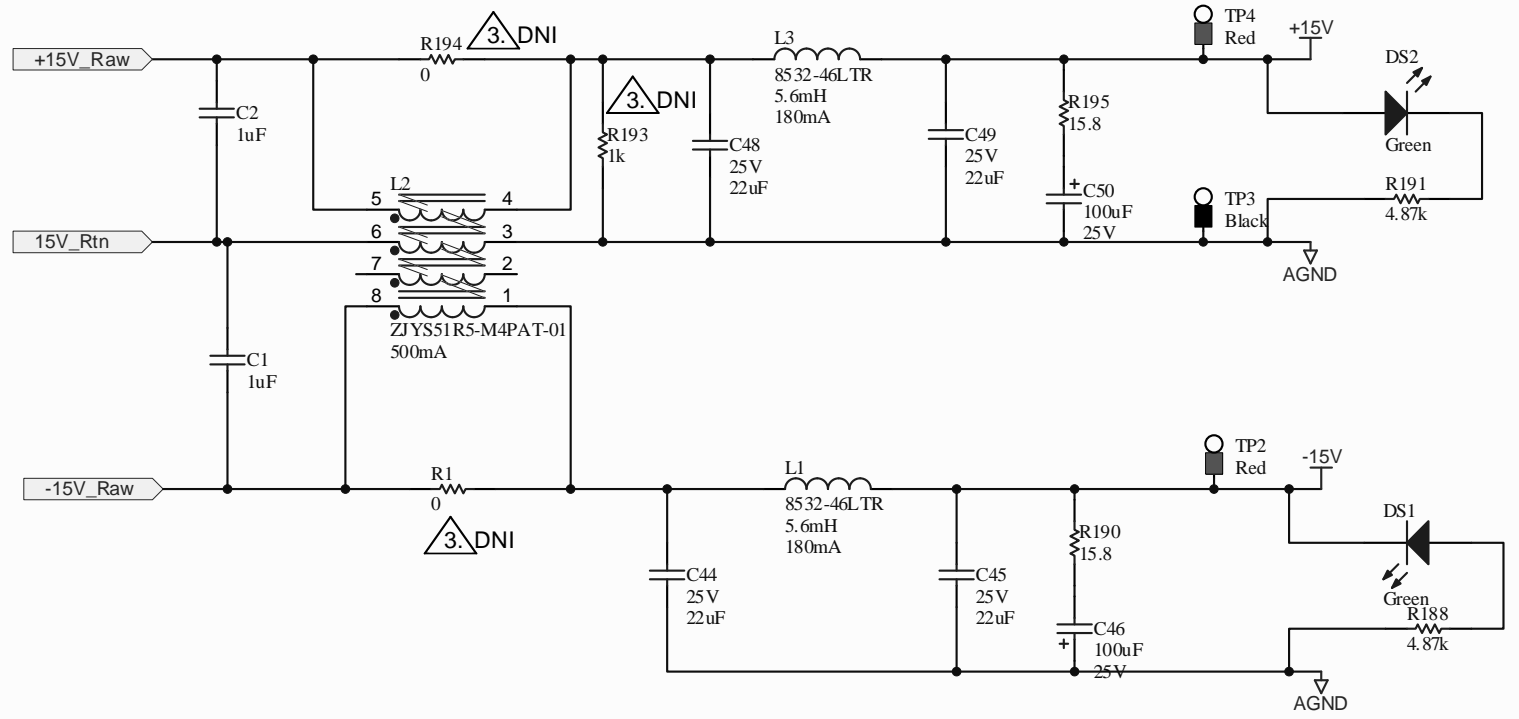 +15V_Raw
R194
0
3. DNI
C2
1uF
3. DNI
R193
1k
L3
8532-46LTR
5.6mH
180mA
C48
25V
22uF
C49
25V
22uF
R195
15.8
+
C50
100uF
25V
TP4
Red
+15V
DS2
Green
R191
4.87k
TP3
Black
AGND
15V_Rtn
L2
5 4
6 3
7 2
8 1
ZJYS51R5-M4PAT-01
500mA
C1
1uF
-15V_Raw
R1
0
3. DNI
L1
8532-46LTR
5.6mH
180mA
C44
25V
22uF
C45
25V
22uF
R190
15.8
C46
+
100uF
25V
TP2
Red
-15V
DS1
Green
R188
4.87k
AGND